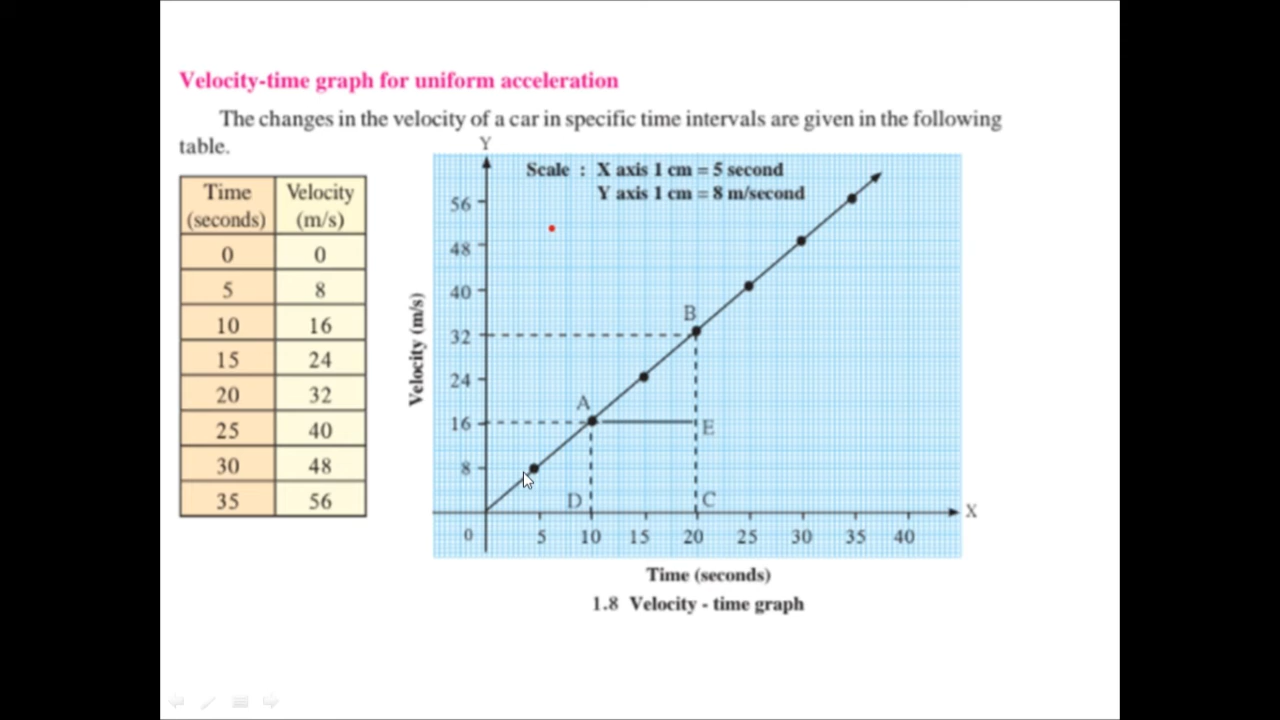 Velocity-time graph for uniform acceleration
The changes in the velocity of a car in specific time intervals are given in the following
table.
Time (seconds) Velocity (m/s)
0 0
5 8
10 16
15 24
20 32
25 40
30 48
35 56
Y
Scale : X axis 1 cm = 5 second
Y axis 1 cm = 8 m/second
56
48
40
32
24
16
8
0
Velocity (m/s)
B
A
E
D
C
X
5 10 15 20 25 30 35 40
Time (seconds)
1.8 Velocity - time graph